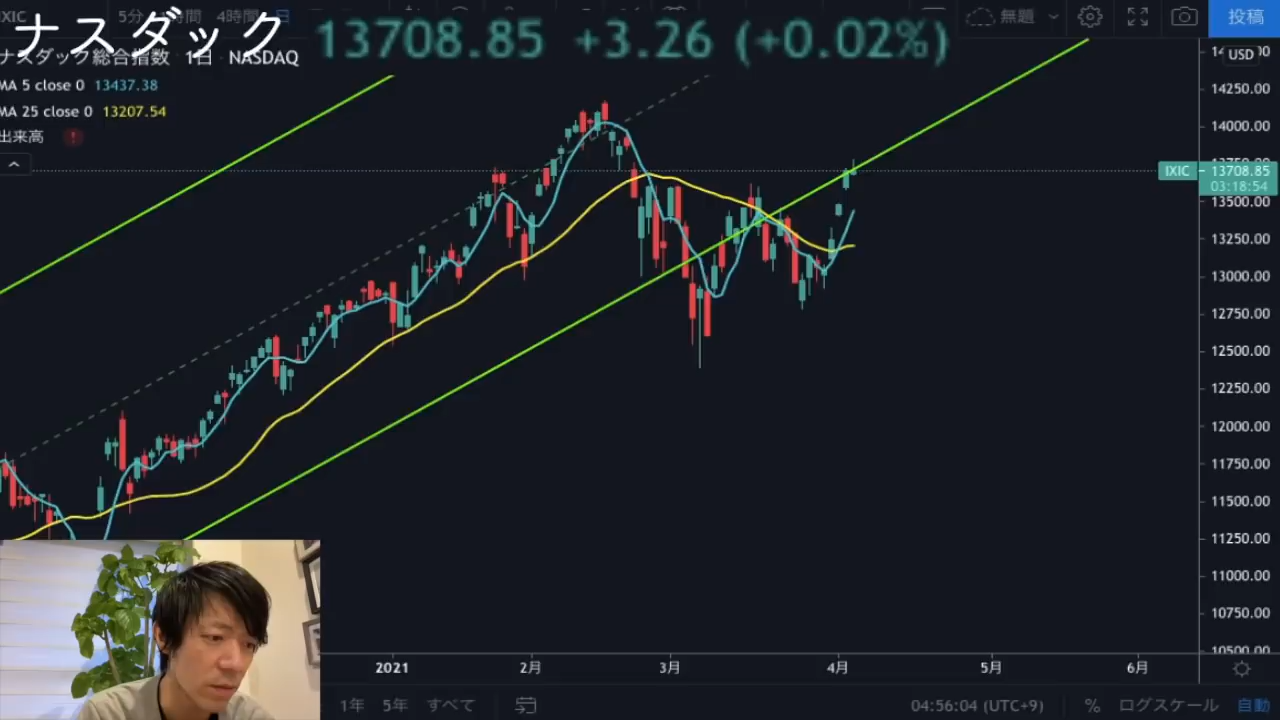 ナスダック 13708.85 +3.26 (+0.02%)
IXIC 5分 時間 4時間 日
無題 投稿
ナスダック総合指数 1日 NASDAQ
MA 5 close 0 13437.38
MA 25 close 0 13207.54
出来高
USD
14250.00
14000.00
IXIC 13708.85
03:18:54
13500.00
13250.00
13000.00
12750.00
12500.00
12250.00
12000.00
11750.00
11500.00
11250.00
11000.00
10750.00
10500.00
2021 2月 3月 4月 5月 6月
1年 5年 すべて 04:56:04 (UTC+9) % ログスケール 自動